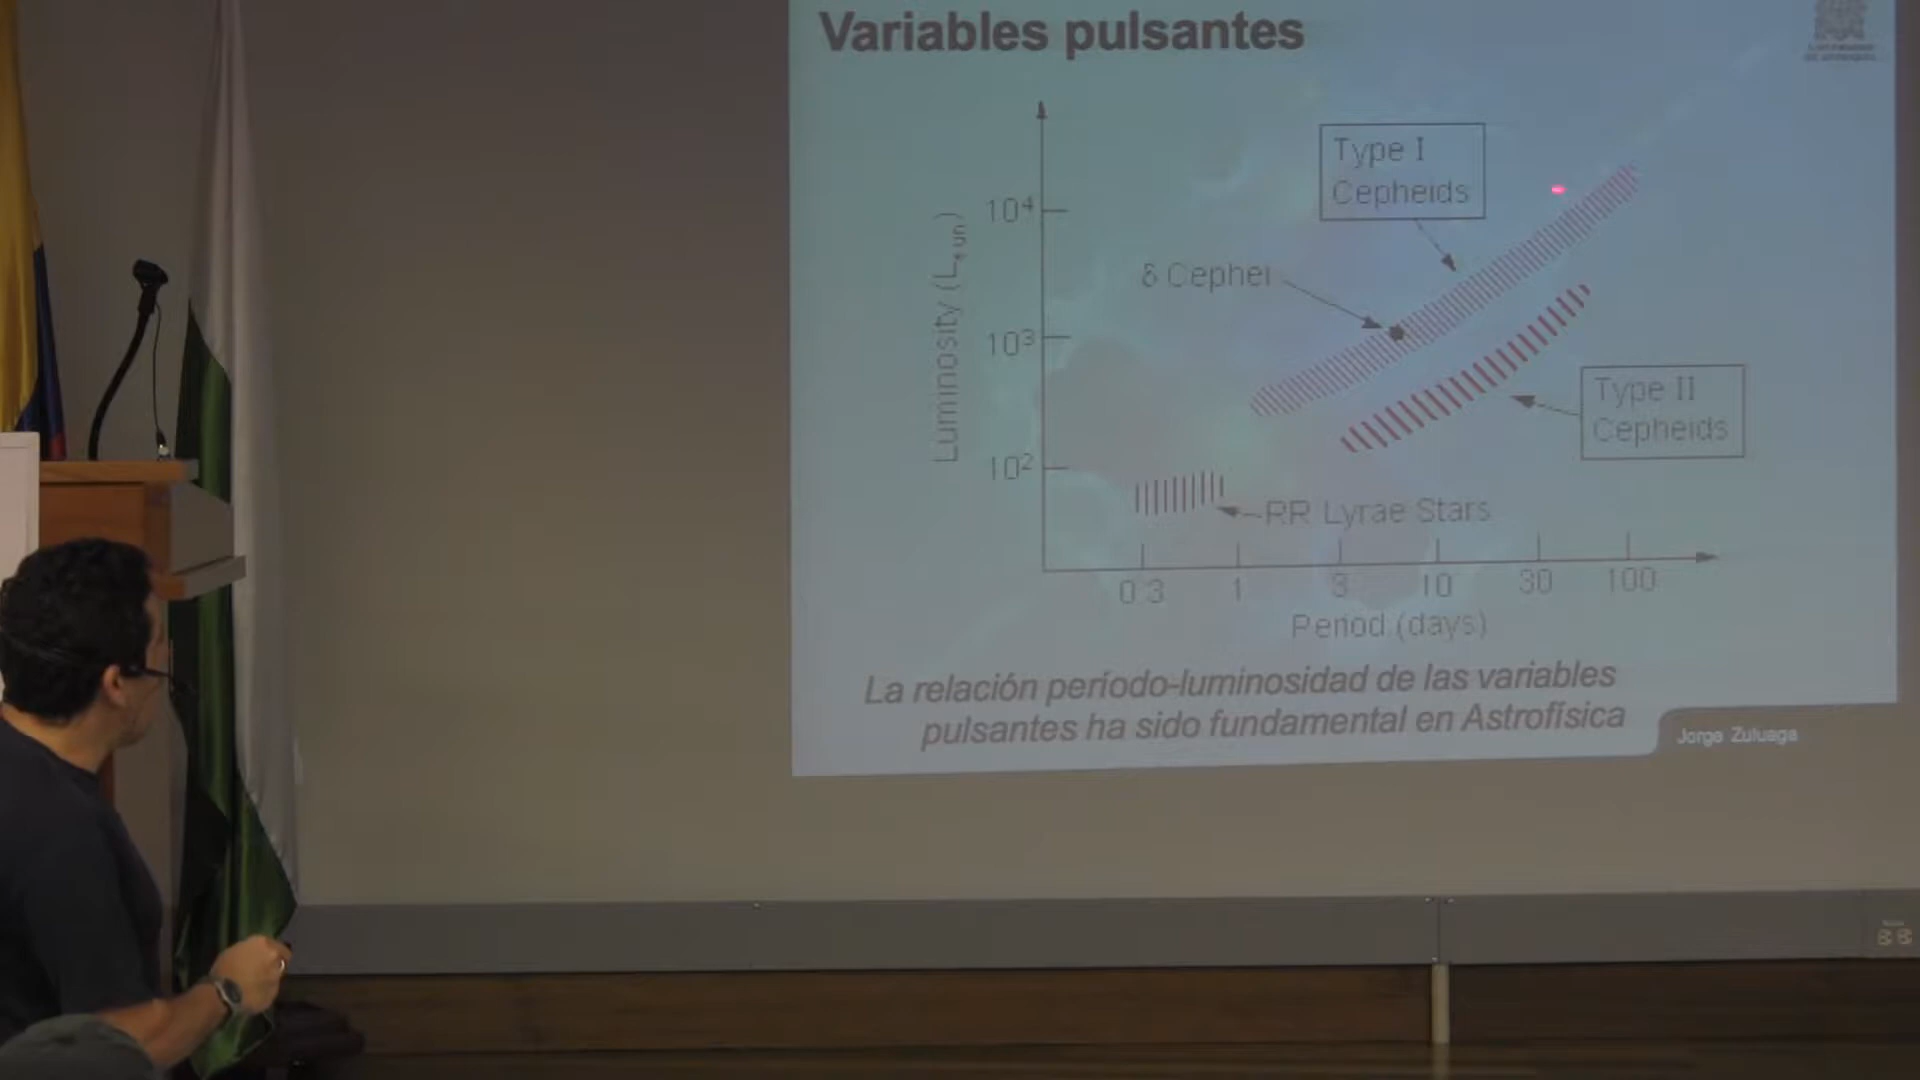 Variables pulsantes
Type I
Cepheids
10⁴
δ Cephei
Luminosity (Lsun)
10³
Type II
Cepheids
10²
RR Lyrae Stars
0.3 1 3 10 30 100
Period (days)
La relación período-luminosidad de las variables
pulsantes ha sido fundamental en Astrofísica
Jorge Zuluaga